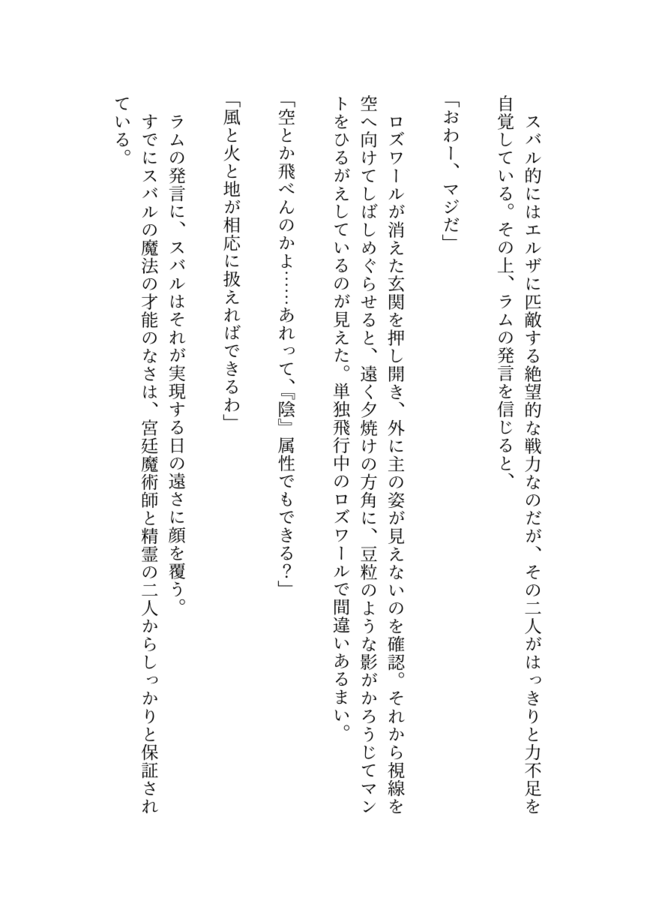 スバル的にはエルザに匹敵する絶望的な戦力なのだが、その二人がはっきりと力不足を
自覚している。その上、ラムの発言を信じると、
「おわー、マジだ」
ロズワールが消えた玄関を押し開き、外に主の姿が見えないのを確認。それから視線を
空へ向けてしばしめぐらせると、遠く夕焼けの方角に、豆粒のような影がかろうじてマン
トをひるがえしているのが見えた。単独飛行中のロズワールで間違いあるまい。
「空とか飛べんのかよ……あれって、『陰』属性でもできる？」
「風と火と地が相応に扱えればできるわ」
ラムの発言に、スバルはそれが実現する日の遠さに顔を覆う。
すでにスバルの魔法の才能のなさは、宮廷魔術師と精霊の二人からしっかりと保証され
ている。